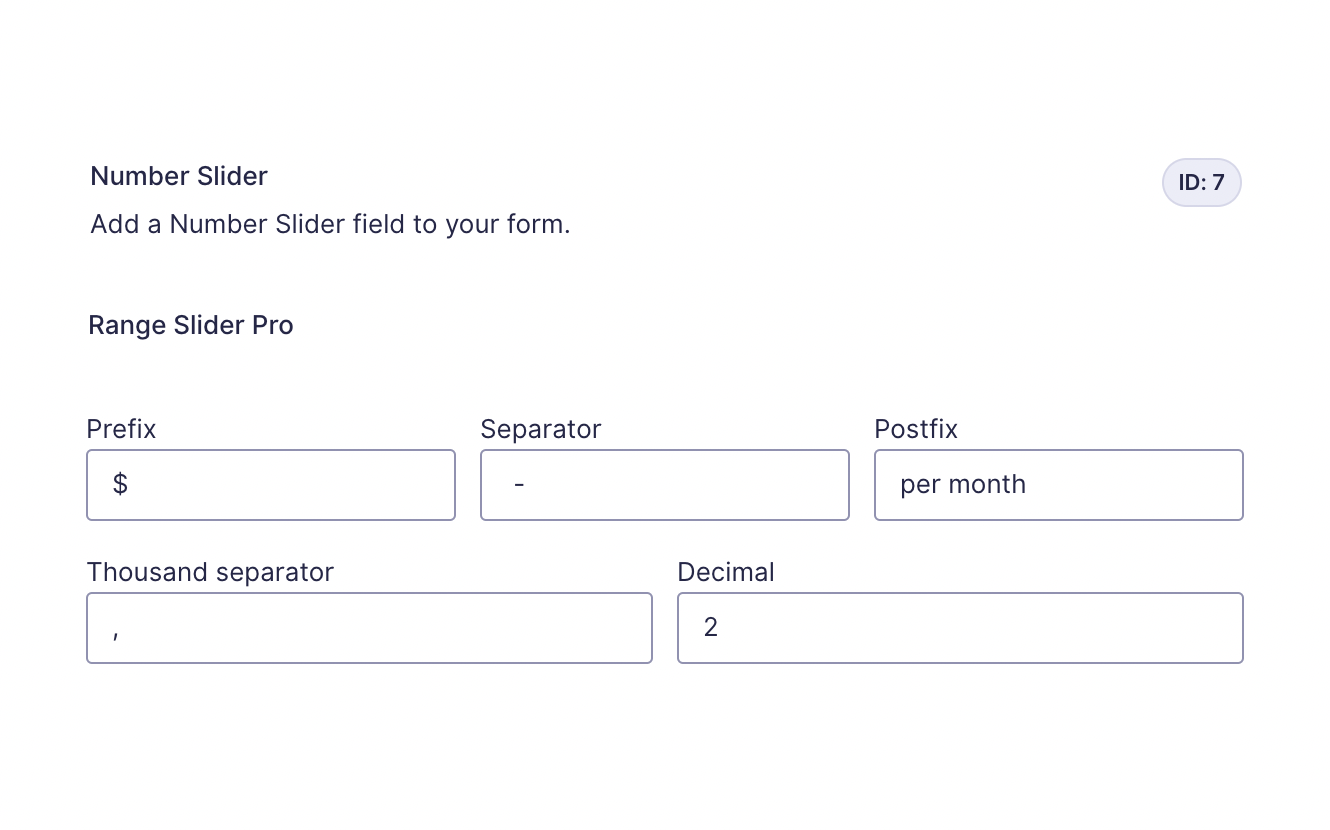 Number Slider
ID: 7
Add a Number Slider field to your form.
Range Slider Pro
Prefix
Separator
Postfix
$
-
per month
Thousand separator
Decimal
,
2